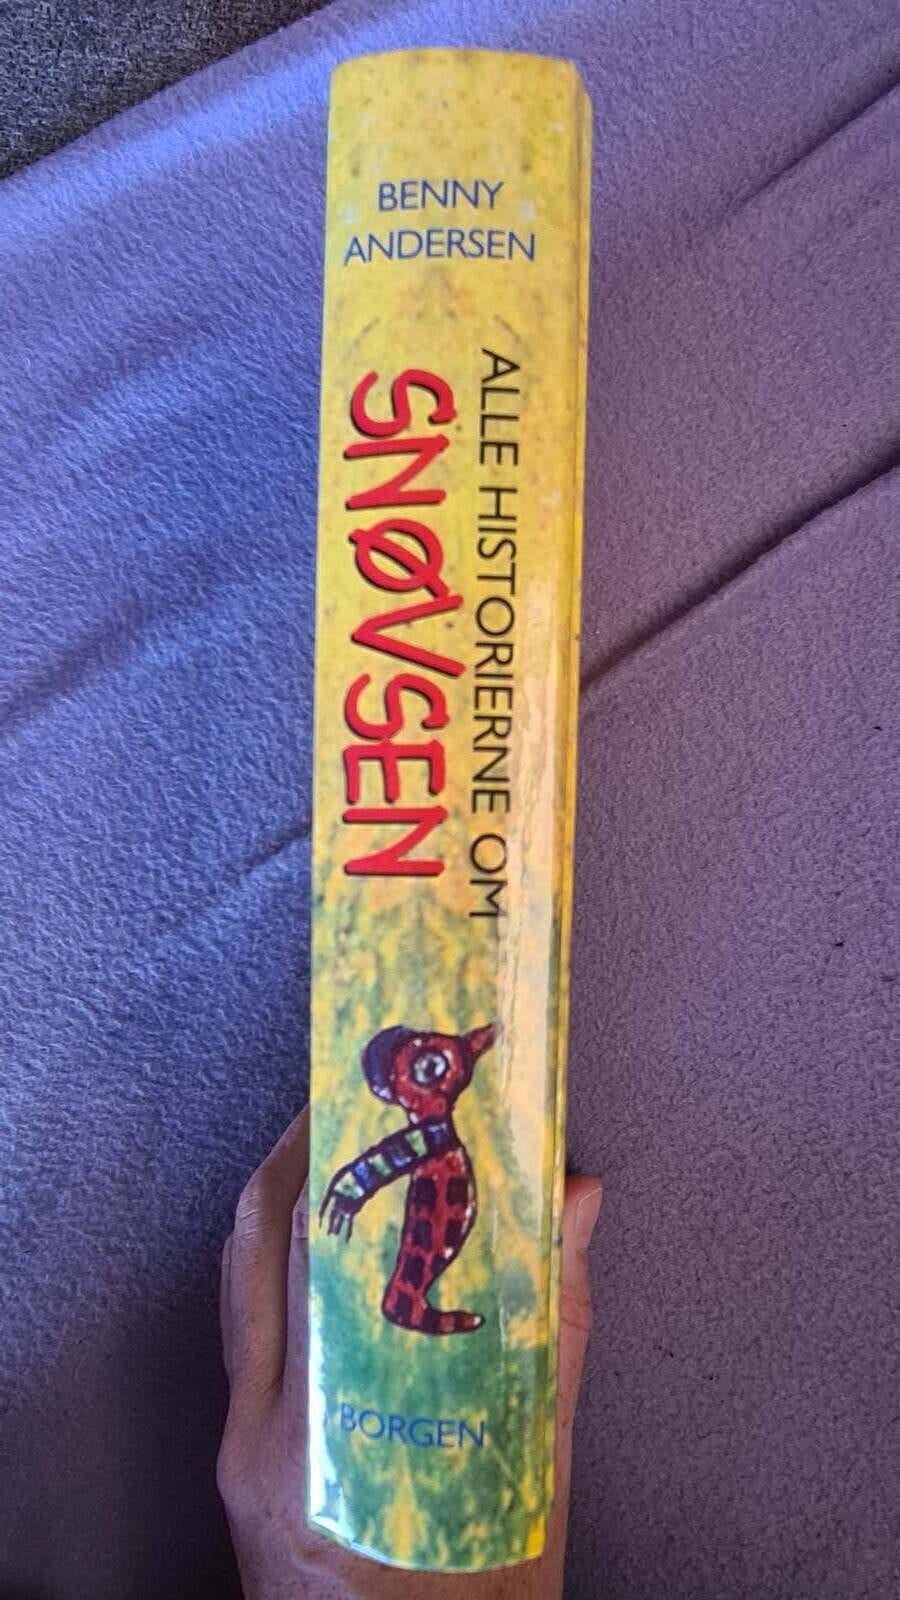 BENNY
ANDERSEN
ALLE HISTORIERNE OM
SNØVSEN
BORGEN